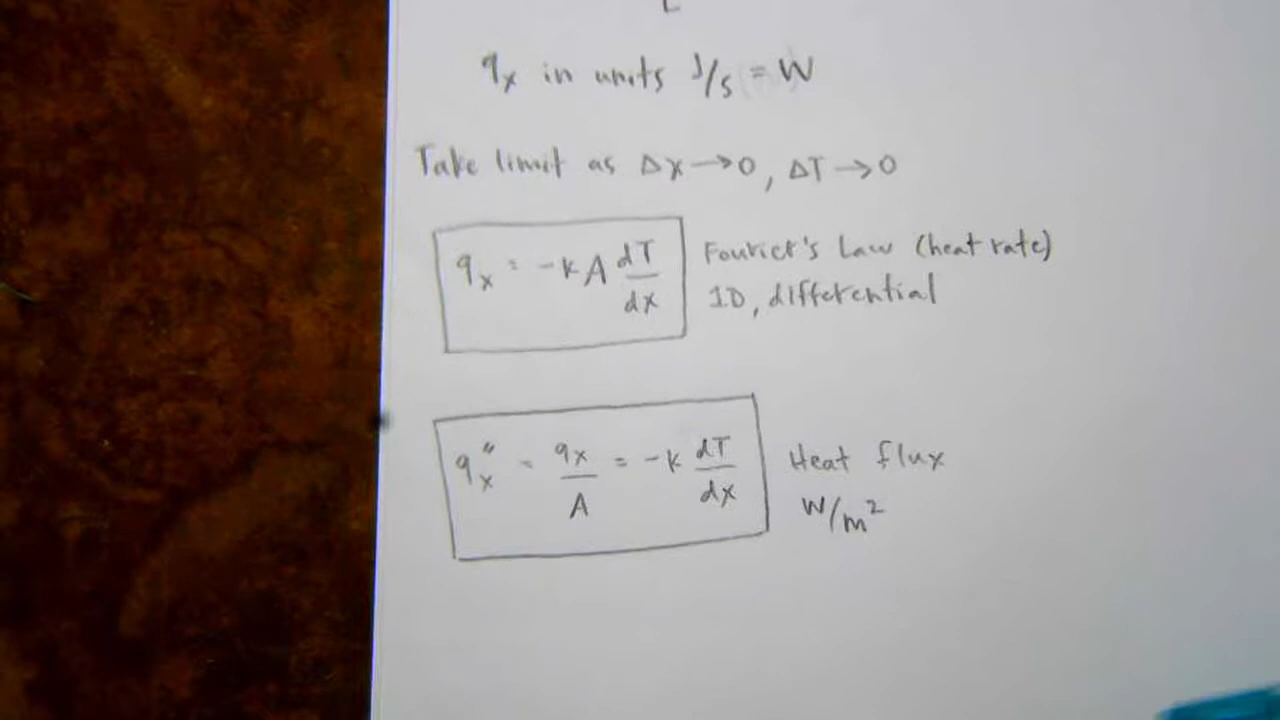 qₓ in units J/s = W
Take limit as Δx→0, ΔT→0
qₓ = -kA dT/dx
Fourier's Law (heat rate)
1D, differential
qₓ" = qₓ/A = -k dT/dx
Heat flux
W/m²